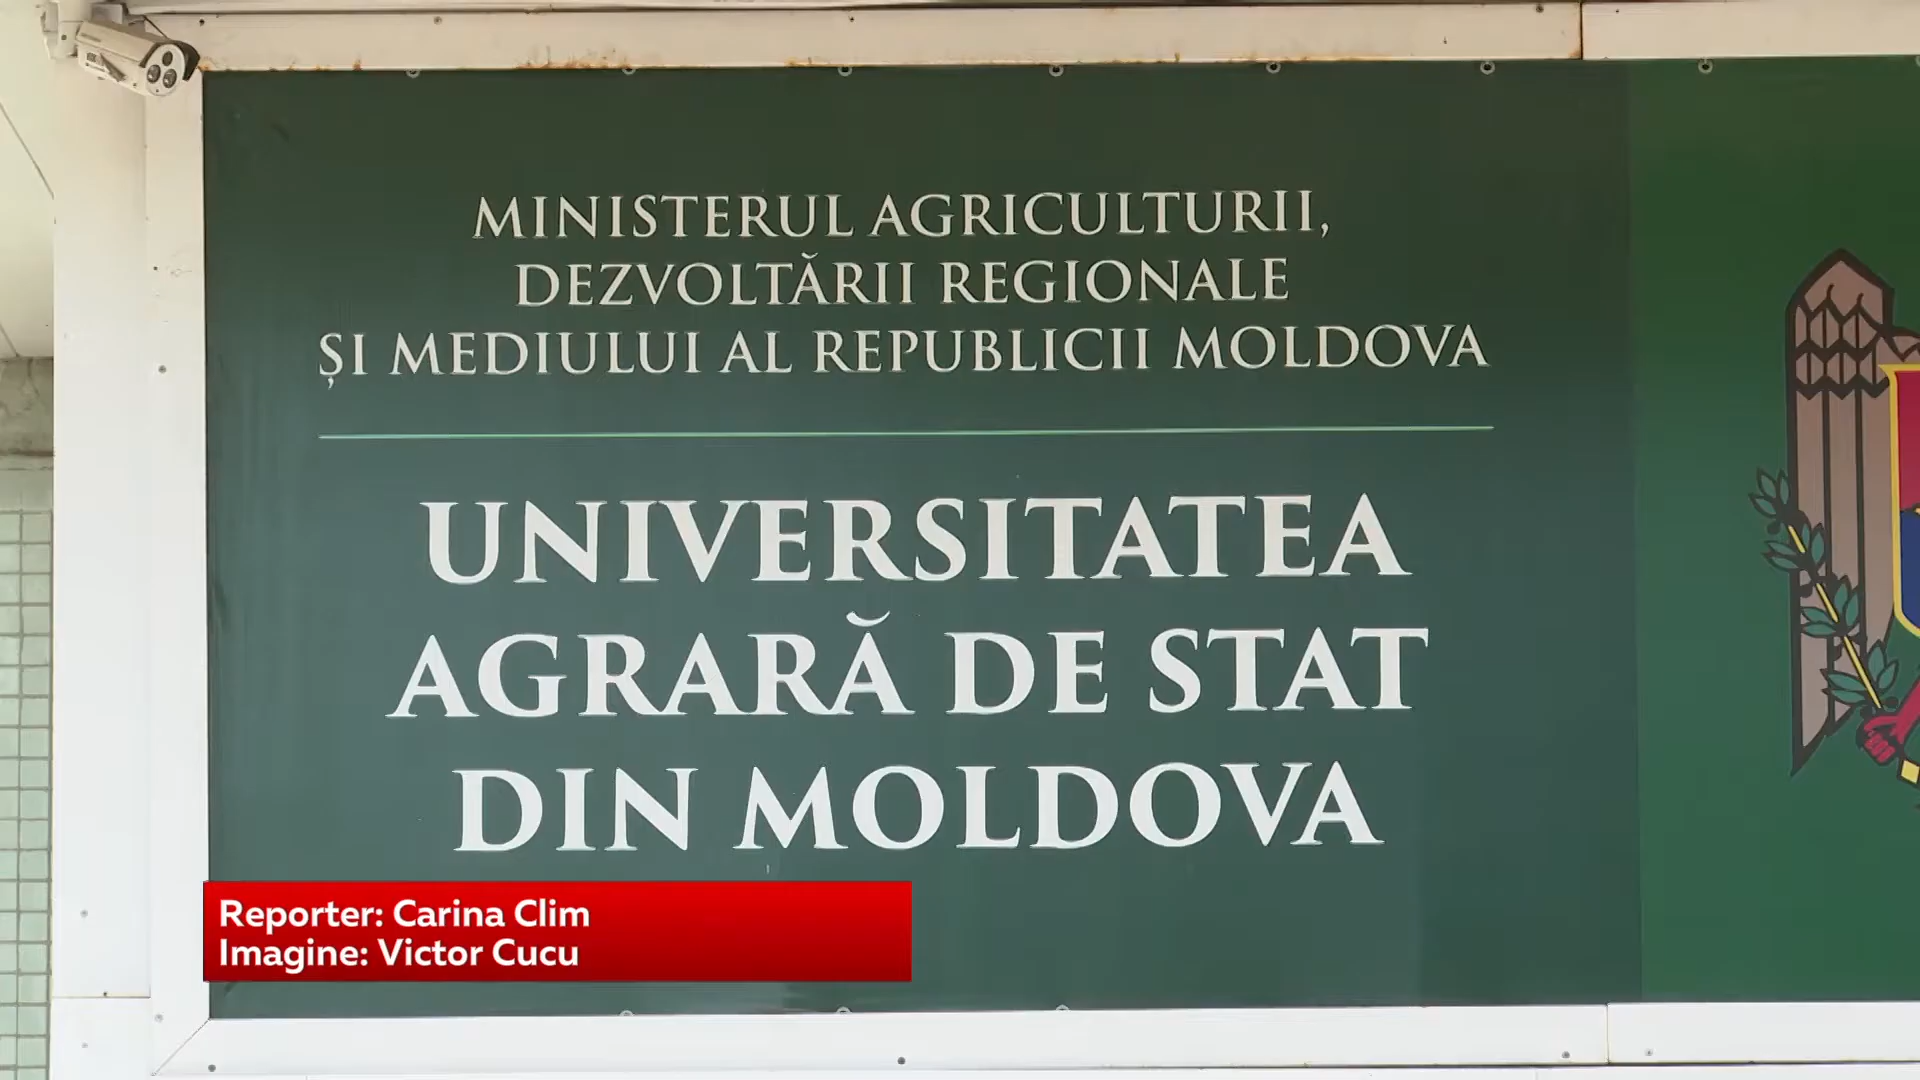 MINISTERUL AGRICULTURII,
DEZVOLTĂRII REGIONALE
ȘI MEDIULUI AL REPUBLICII MOLDOVA
UNIVERSITATEA
AGRARĂ DE STAT
DIN MOLDOVA
Reporter: Carina Clim
Imagine: Victor Cucu